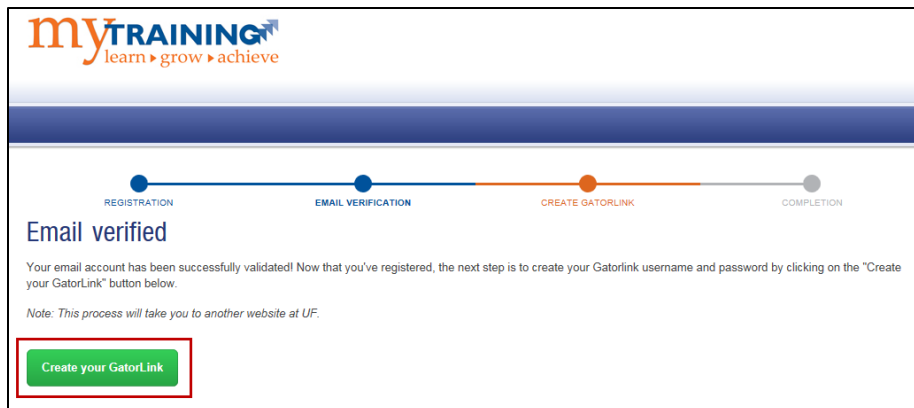 myTRAINING
learn ▸ grow ▸ achieve
REGISTRATION EMAIL VERIFICATION CREATE GATORLINK COMPLETION
Email verified
Your email account has been successfully validated! Now that you've registered, the next step is to create your Gatorlink username and password by clicking on the "Create
your GatorLink" button below.
Note: This process will take you to another website at UF.
Create your GatorLink